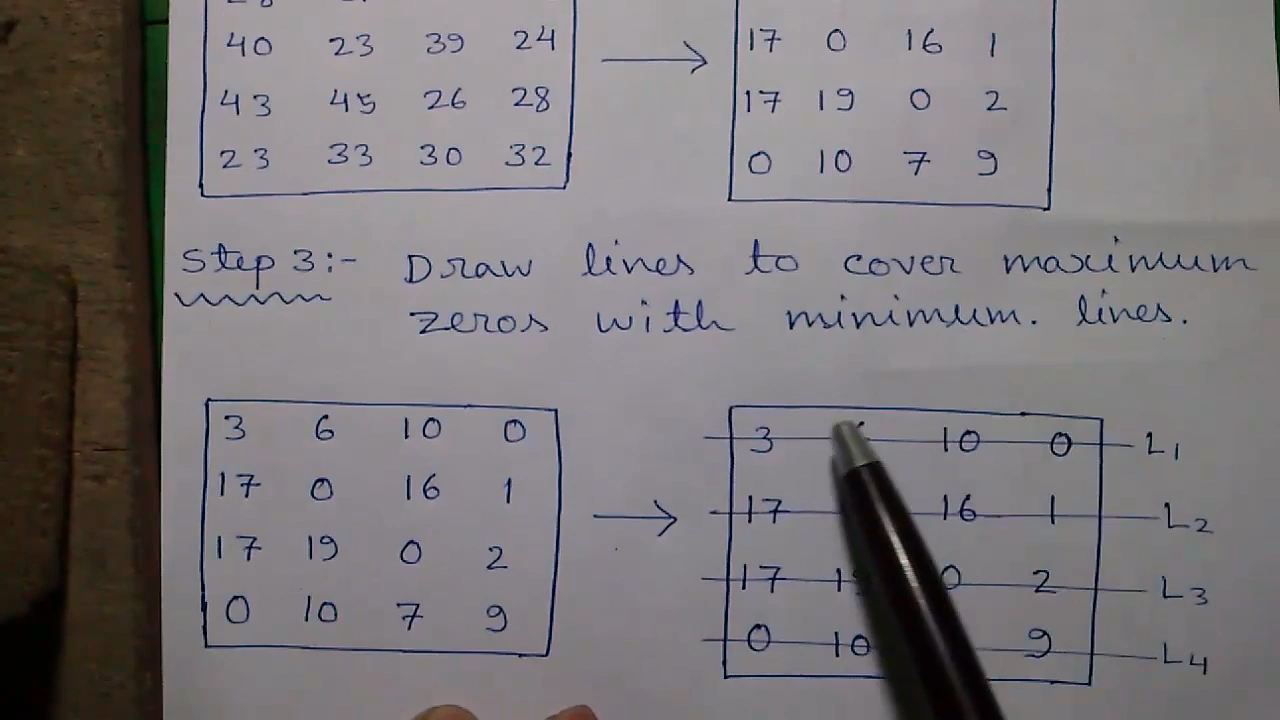 40 23 39 24
43 45 26 28
23 33 30 32
17 0 16 1
17 19 0 2
0 10 7 9
Step 3:- Draw lines to cover maximum
zeros with minimum. lines.
3 6 10 0
17 0 16 1
17 19 0 2
0 10 7 9
3 10 0 L1
17 16 1 L2
17 0 2 L3
0 10 9 L4